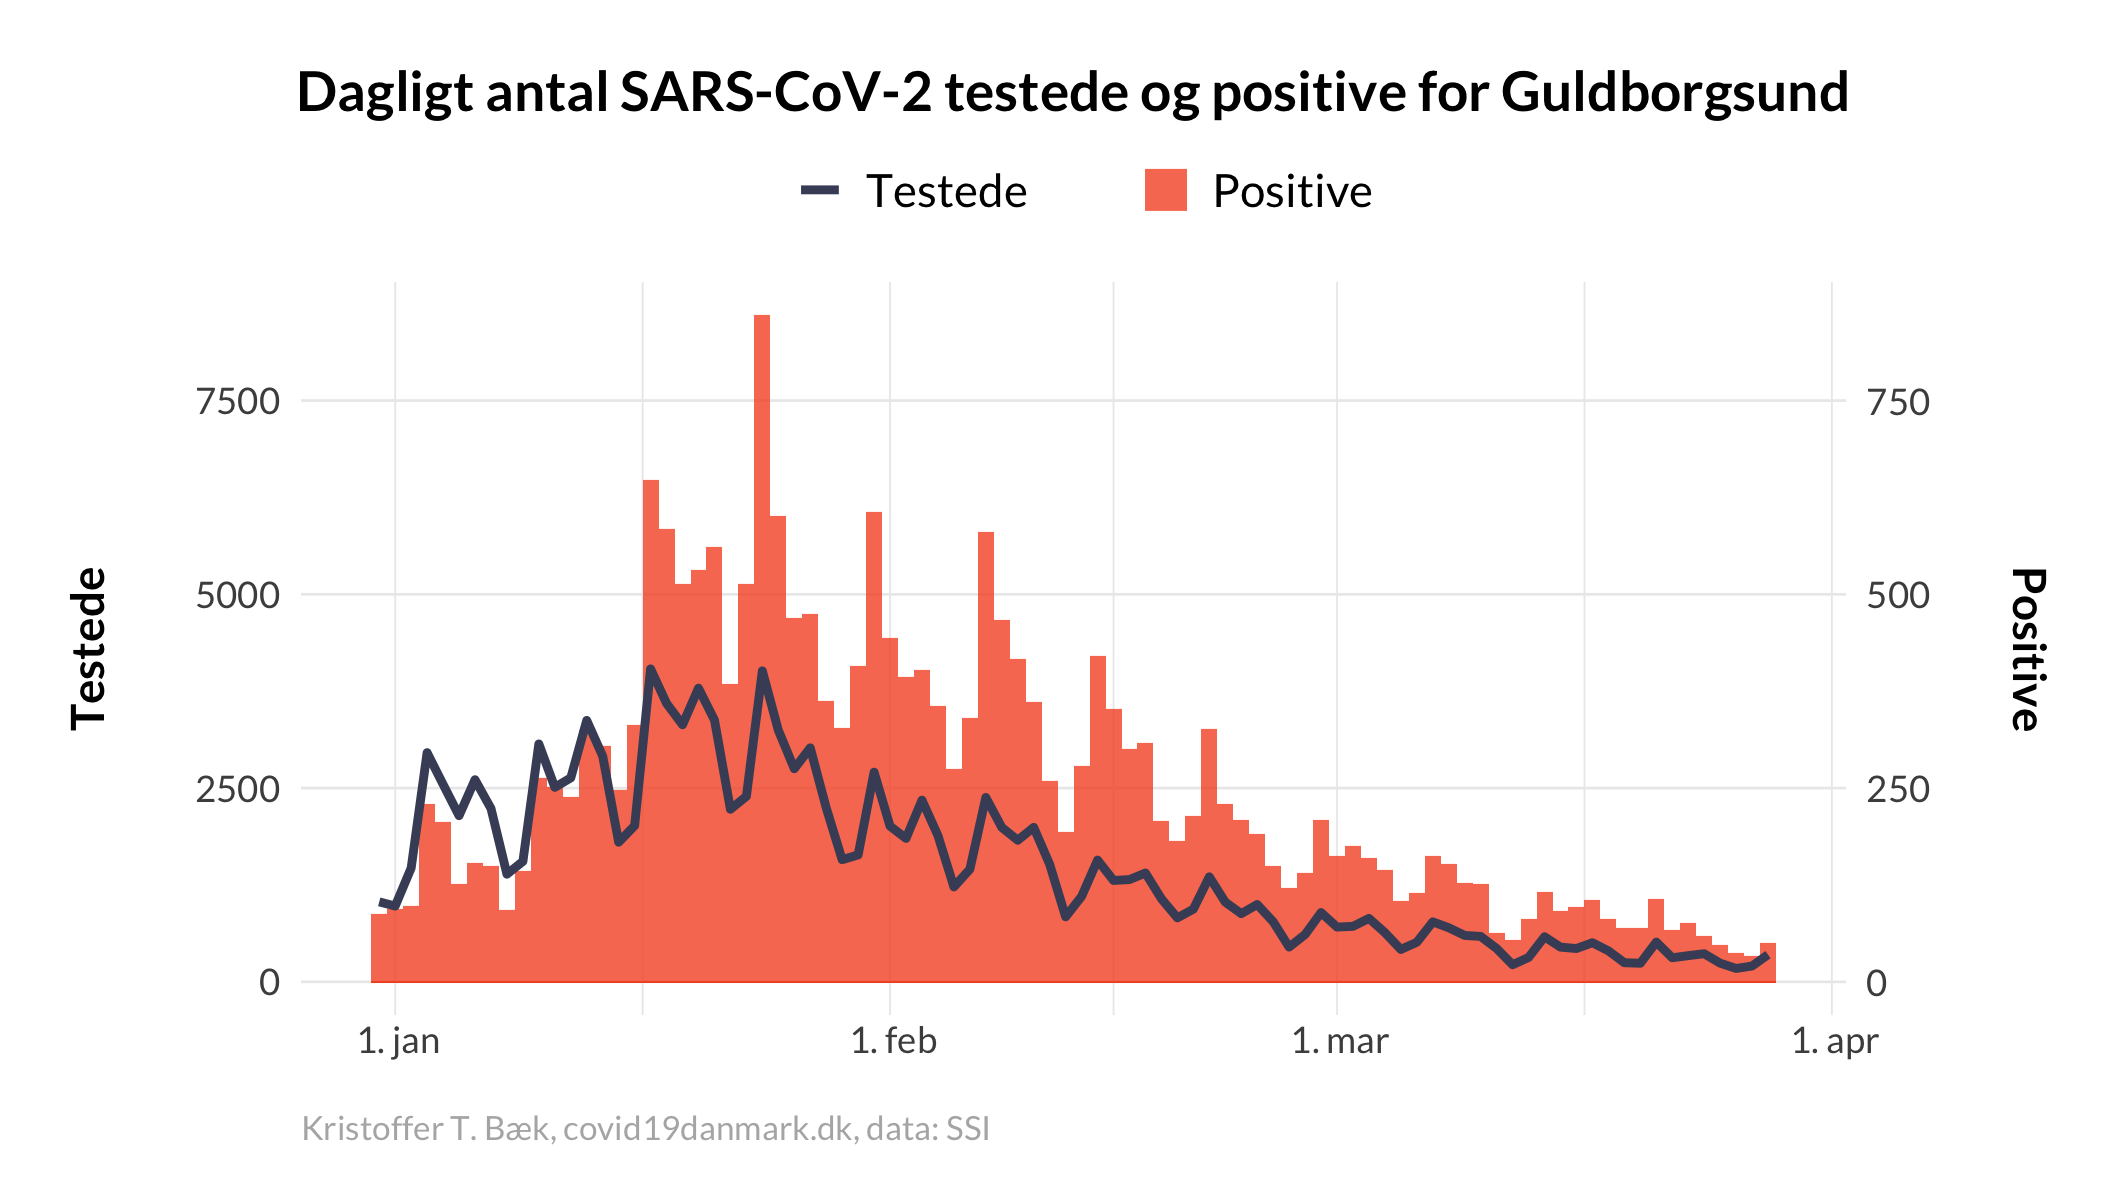 Dagligt antal SARS-CoV-2 testede og positive for Guldborgsund
Testede Positive
Testede
7500
5000
2500
0
750
500
250
0
Positive
1. jan 1. feb 1. mar 1. apr
Kristoffer T. Bæk, covid19danmark.dk, data: SSI